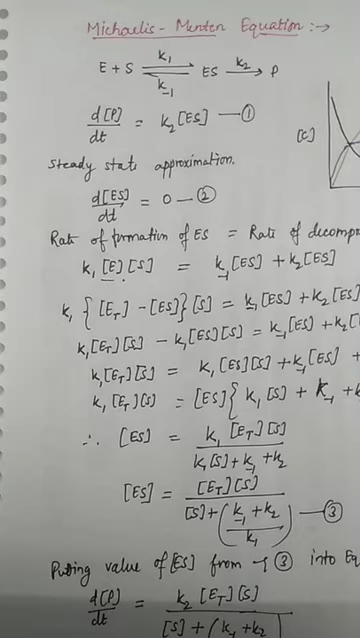 Michaelis-Menten Equation :→
E + S ⇌ ES → P
k₁ k₋₁ k₂
d[P]/dt = k₂[ES] — ①
[C]
Steady state approximation.
d[ES]/dt = 0 — ②
Rate of formation of ES = Rate of decompo
k₁[E][S] = k₋₁[ES] + k₂[ES]
k₁{[E_T] - [ES]}[S] = k₋₁[ES] + k₂[ES]
k₁[E_T][S] - k₁[ES][S] = k₋₁[ES] + k₂[
k₁[E_T][S] = k₁[ES][S] + k₋₁[ES] +
k₁[E_T][S] = [ES]{k₁[S] + k₋₁ + k
∴ [ES] = k₁[E_T][S] / k₁[S] + k₋₁ + k₂
[ES] = [E_T][S] / [S] + (k₋₁ + k₂ / k₁) — ③
Putting value of [ES] from ③ into Eq
d[P]/dt = k₂[E_T][S] / [S] + (k₋₁ + k₂